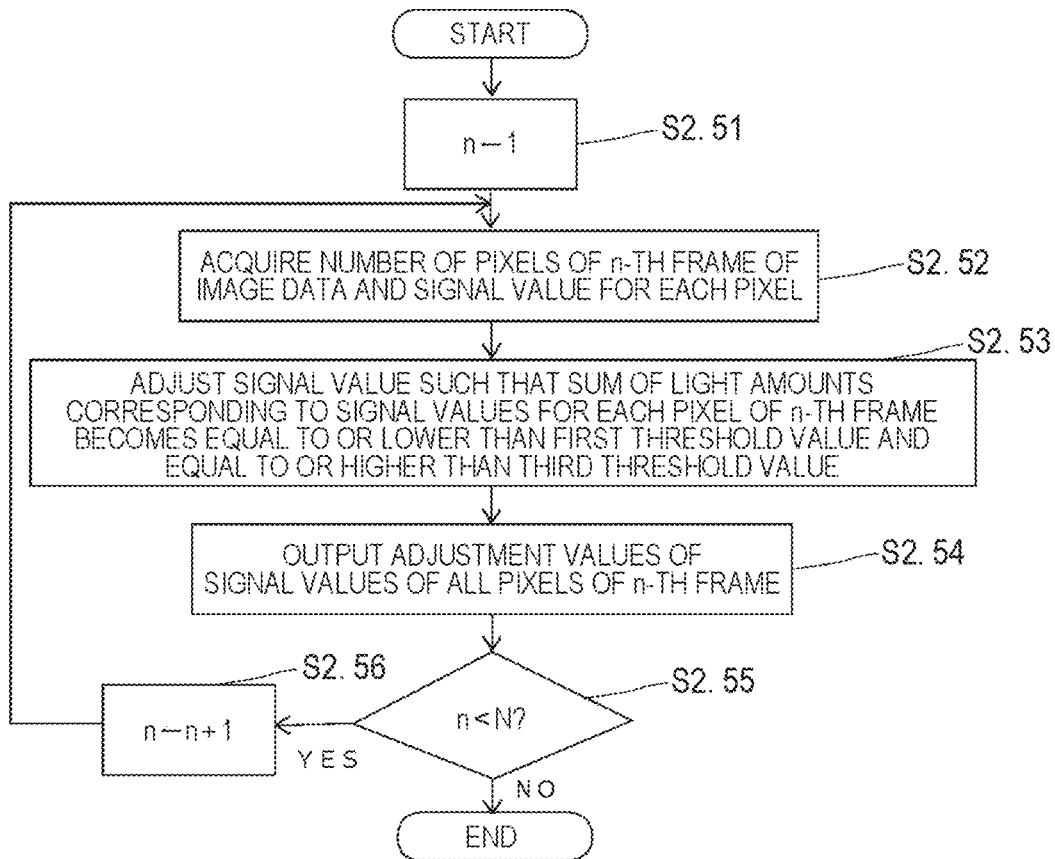 START
n—1
S2. 51
ACQUIRE NUMBER OF PIXELS OF n-TH FRAME OF
IMAGE DATA AND SIGNAL VALUE FOR EACH PIXEL
S2. 52
S2. 53
ADJUST SIGNAL VALUE SUCH THAT SUM OF LIGHT AMOUNTS
CORRESPONDING TO SIGNAL VALUES FOR EACH PIXEL OF n-TH FRAME
BECOMES EQUAL TO OR LOWER THAN FIRST THRESHOLD VALUE AND
EQUAL TO OR HIGHER THAN THIRD THRESHOLD VALUE
OUTPUT ADJUSTMENT VALUES OF
SIGNAL VALUES OF ALL PIXELS OF n-TH FRAME
S2. 54
S2. 56
S2. 55
n—n+1
n<N?
YES
NO
END